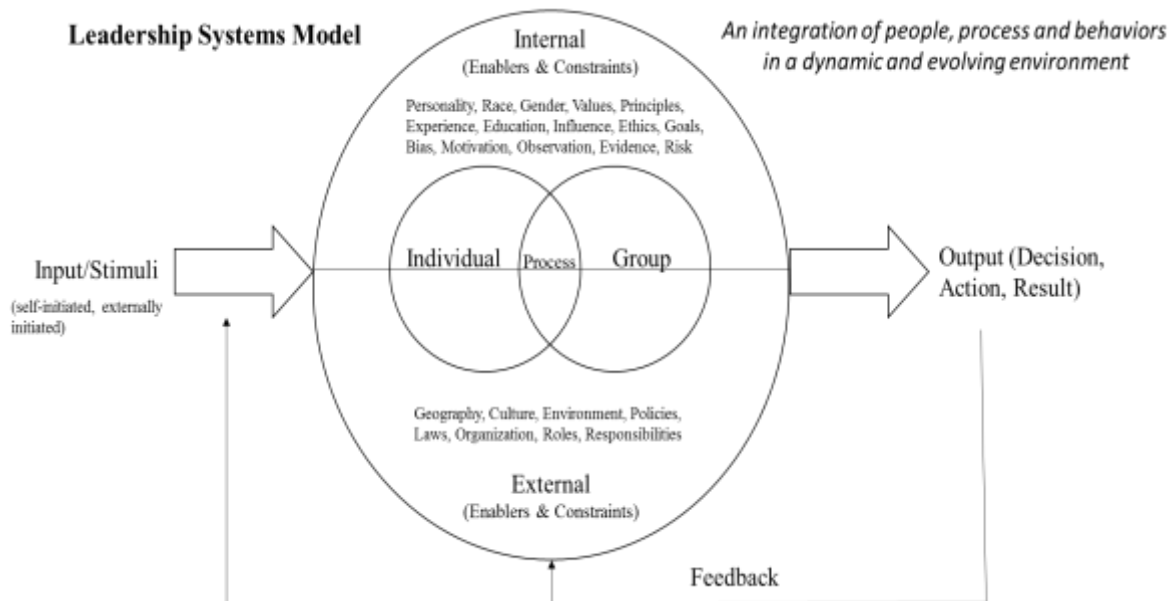 Leadership Systems Model
An integration of people, process and behaviors
in a dynamic and evolving environment
Internal
(Enablers & Constraints)
Personality, Race, Gender, Values, Principles,
Experience, Education, Influence, Ethics, Goals,
Bias, Motivation, Observation, Evidence, Risk
Input/Stimuli
(self-initiated, externally
initiated)
Individual
Process
Group
Output (Decision,
Action, Result)
Geography, Culture, Environment, Policies,
Laws, Organization, Roles, Responsibilities
External
(Enablers & Constraints)
Feedback